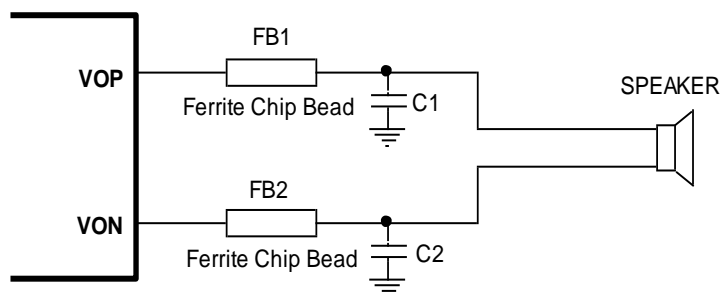 FB1
VOP
Ferrite Chip Bead
C1
SPEAKER
FB2
VON
Ferrite Chip Bead
C2